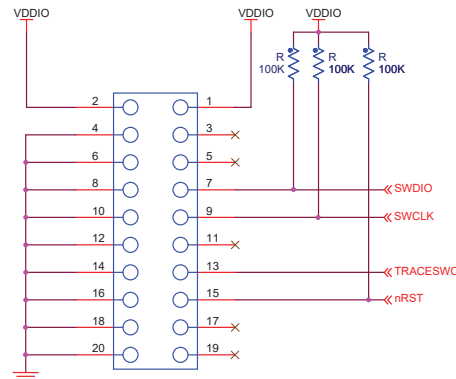 VDDIO VDDIO VDDIO
R 100K R 100K R 100K
2 1
4 3
6 5
8 7 SWDIO
10 9 SWCLK
12 11
14 13 TRACESWO
16 15 nRST
18 17
20 19